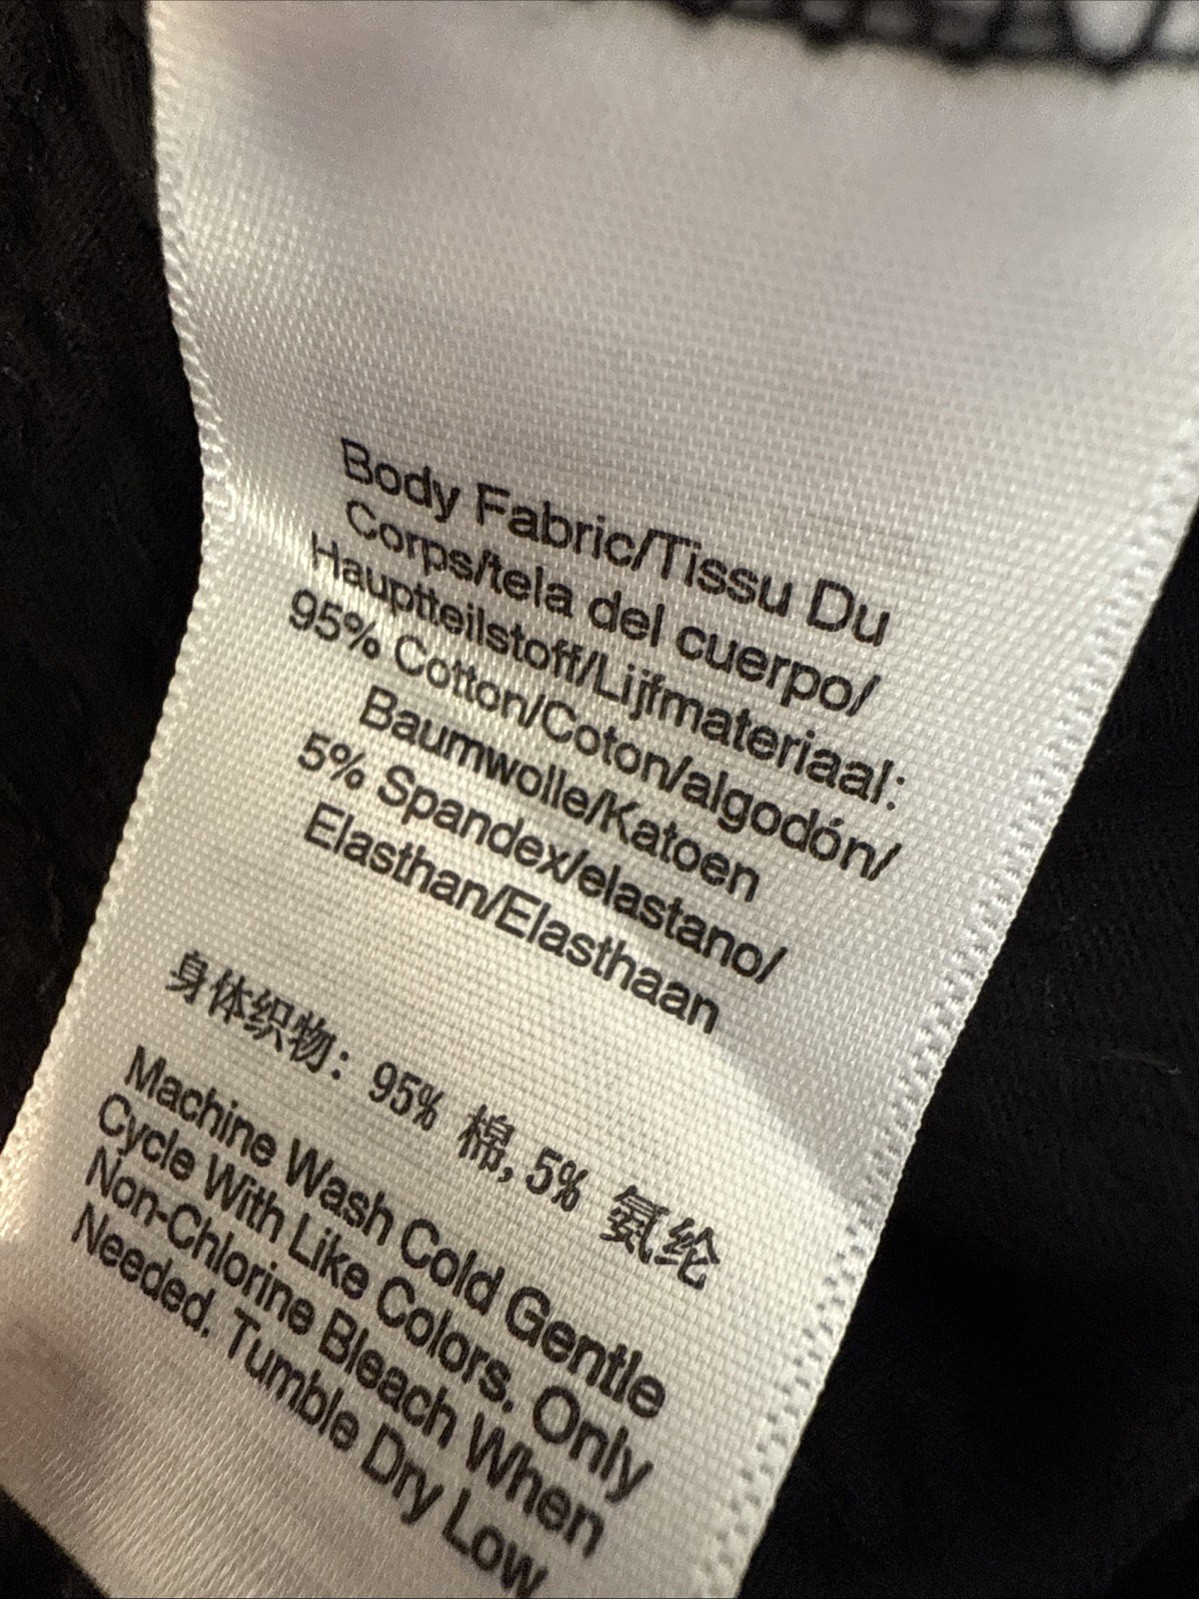 Body Fabric/Tissu Du
Corps/tela del cuerpo/
Hauptteilstoff/Lijfmateriaal:
95% Cotton/Coton/algodón/
Baumwolle/Katoen
5% Spandex/elastano/
Elasthan/Elasthaan
身体织物: 95% 棉,5% 氨纶
Machine Wash Cold Gentle
Cycle With Like Colors. Only
Non-Chlorine Bleach When
Needed. Tumble Dry Low